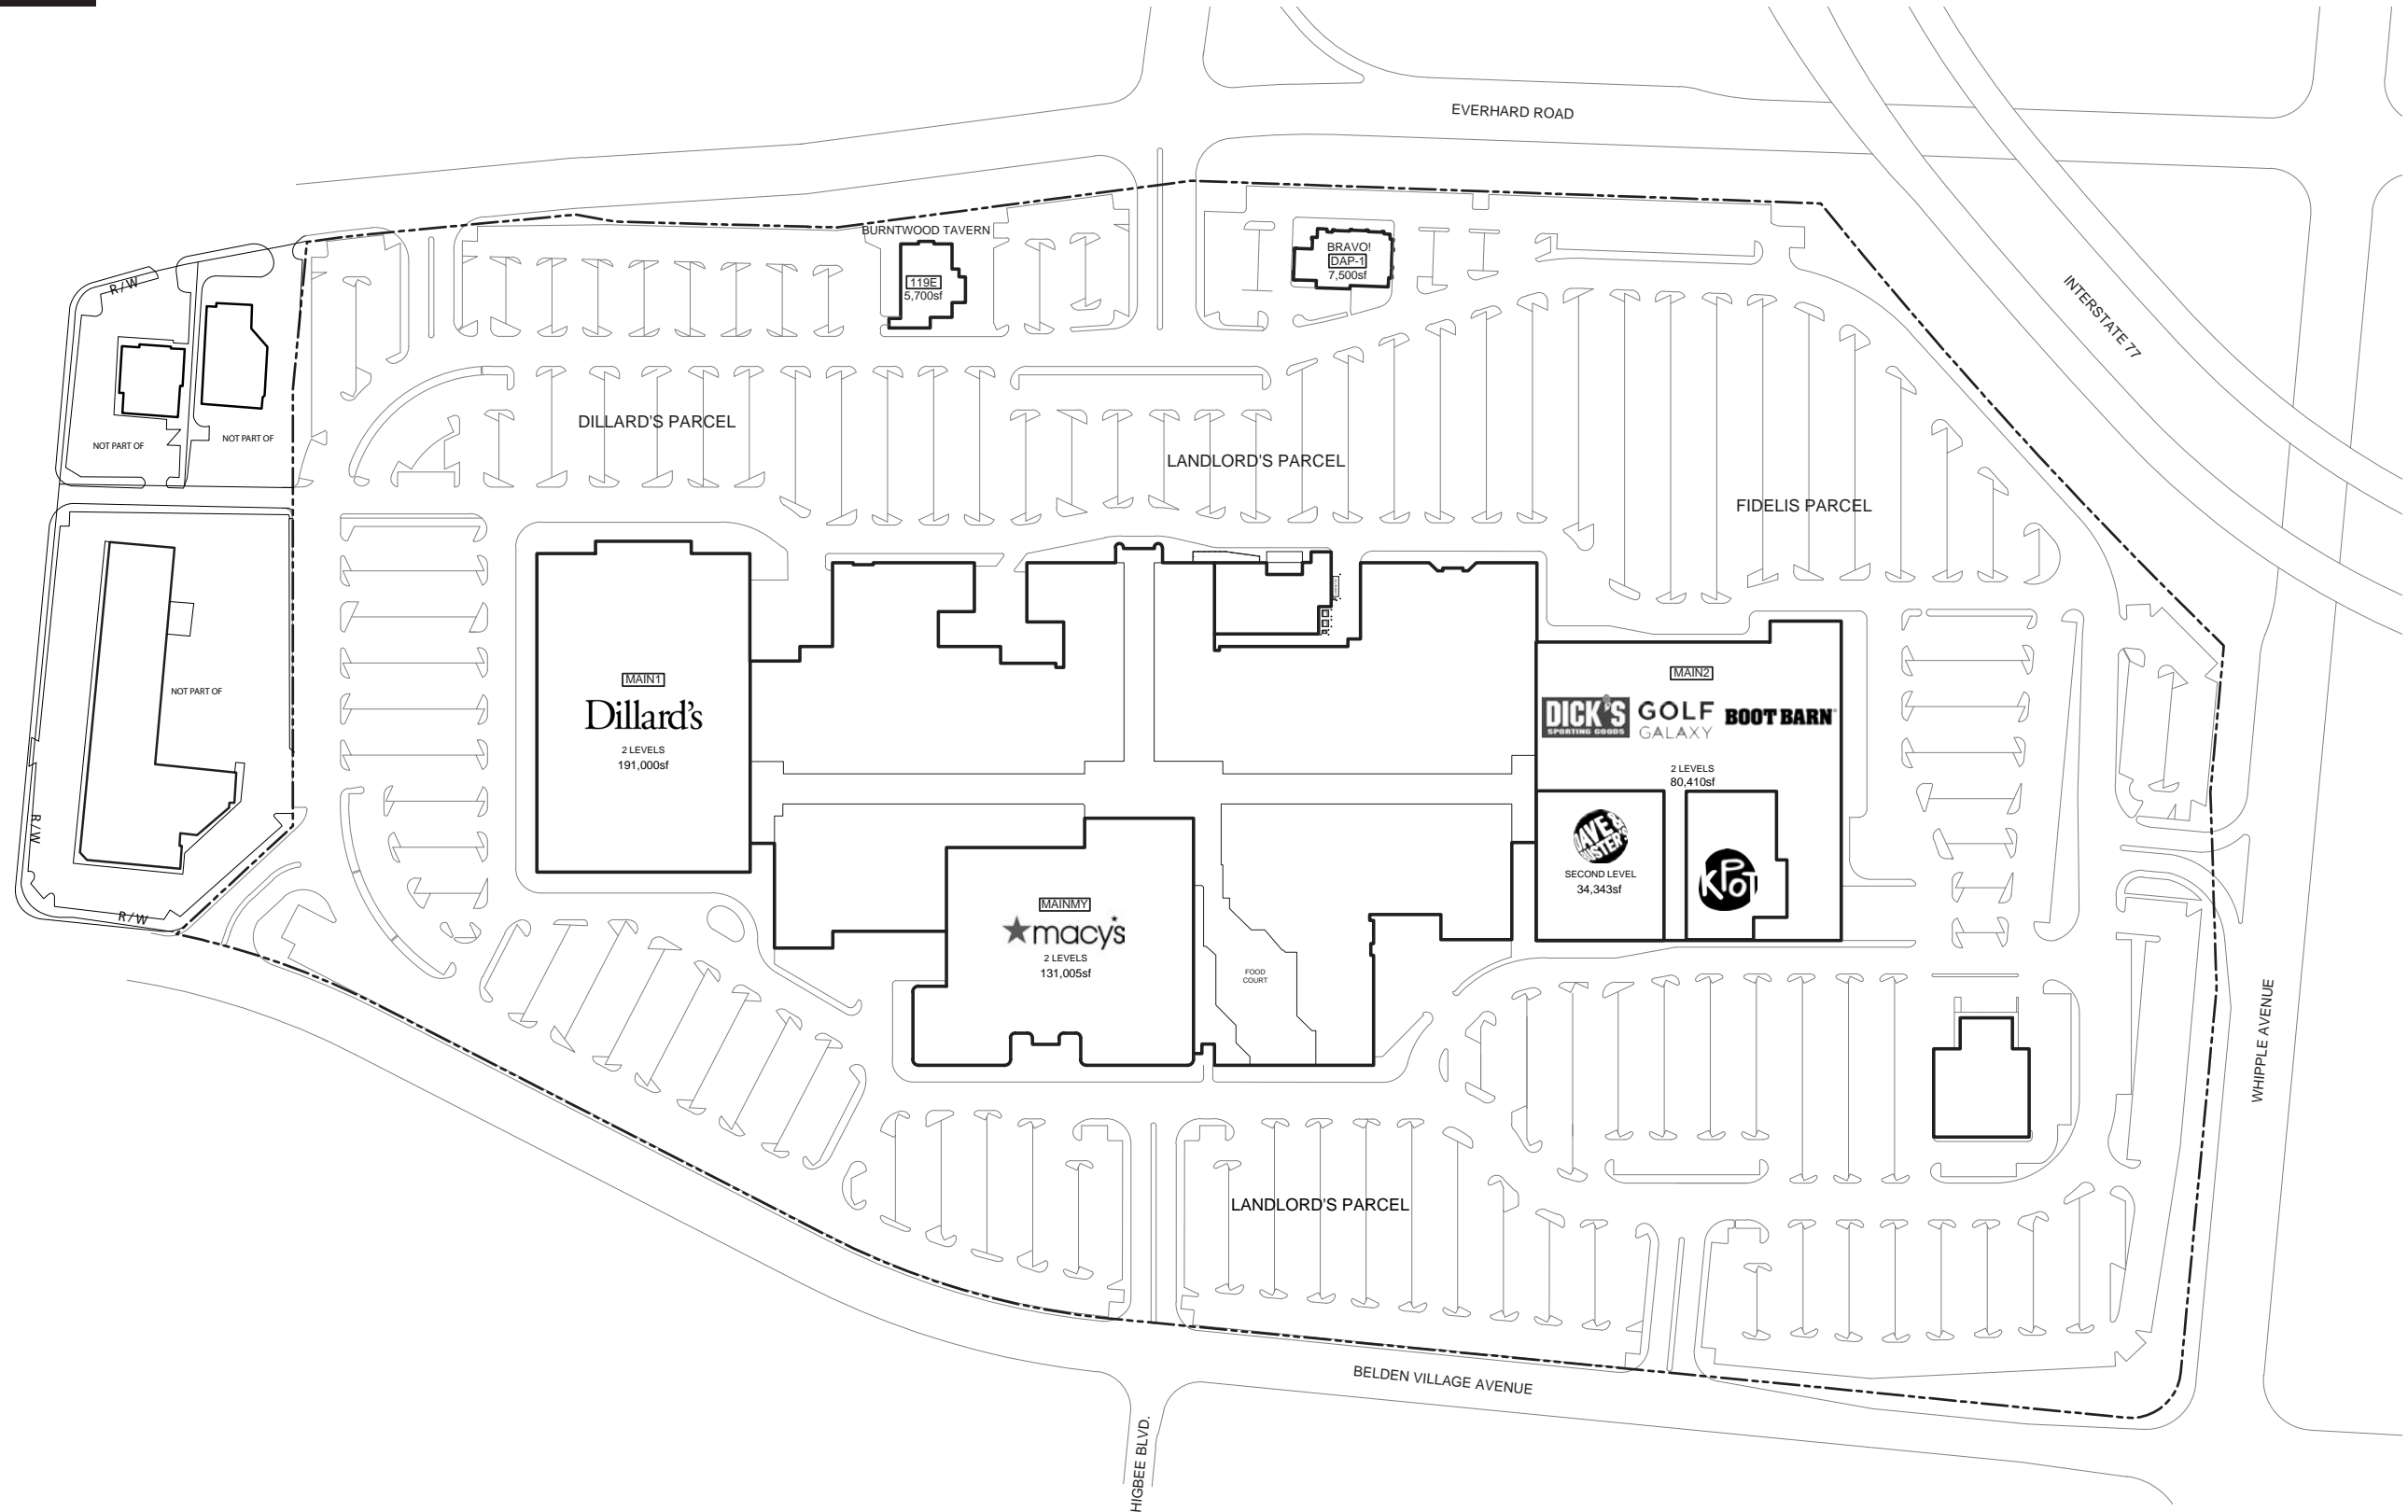 EVERHARD ROAD
BURNTWOOD TAVERN
119E
5,700sf
BRAVO!
DAP-1
7,500sf
INTERSTATE 77
R/W
NOT PART OF
NOT PART OF
DILLARD'S PARCEL
LANDLORD'S PARCEL
FIDELIS PARCEL
NOT PART OF
R/W
R/W
MAIN1
Dillard's
2 LEVELS
191,000sf
MAIN2
DICK'S
SPORTING GOODS
GOLF
GALAXY
BOOT BARN
2 LEVELS
80,410sf
DAVE &
BUSTER'S
SECOND LEVEL
34,343sf
KPOT
MAINMY
macy's
2 LEVELS
131,005sf
FOOD
COURT
WHIPPLE AVENUE
LANDLORD'S PARCEL
BELDEN VILLAGE AVENUE
HIGBEE BLVD.